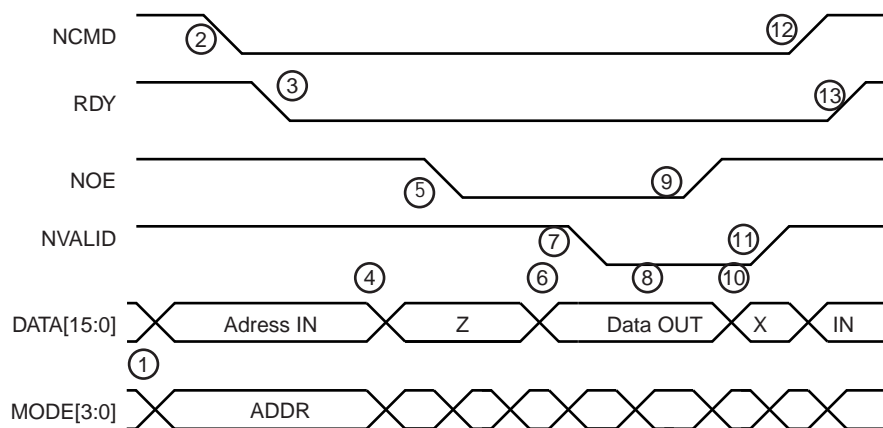 NCMD
2
12
RDY
3
13
NOE
5
9
NVALID
7
11
4
6
8
10
DATA[15:0]
Adress IN
Z
Data OUT
X
IN
1
MODE[3:0]
ADDR